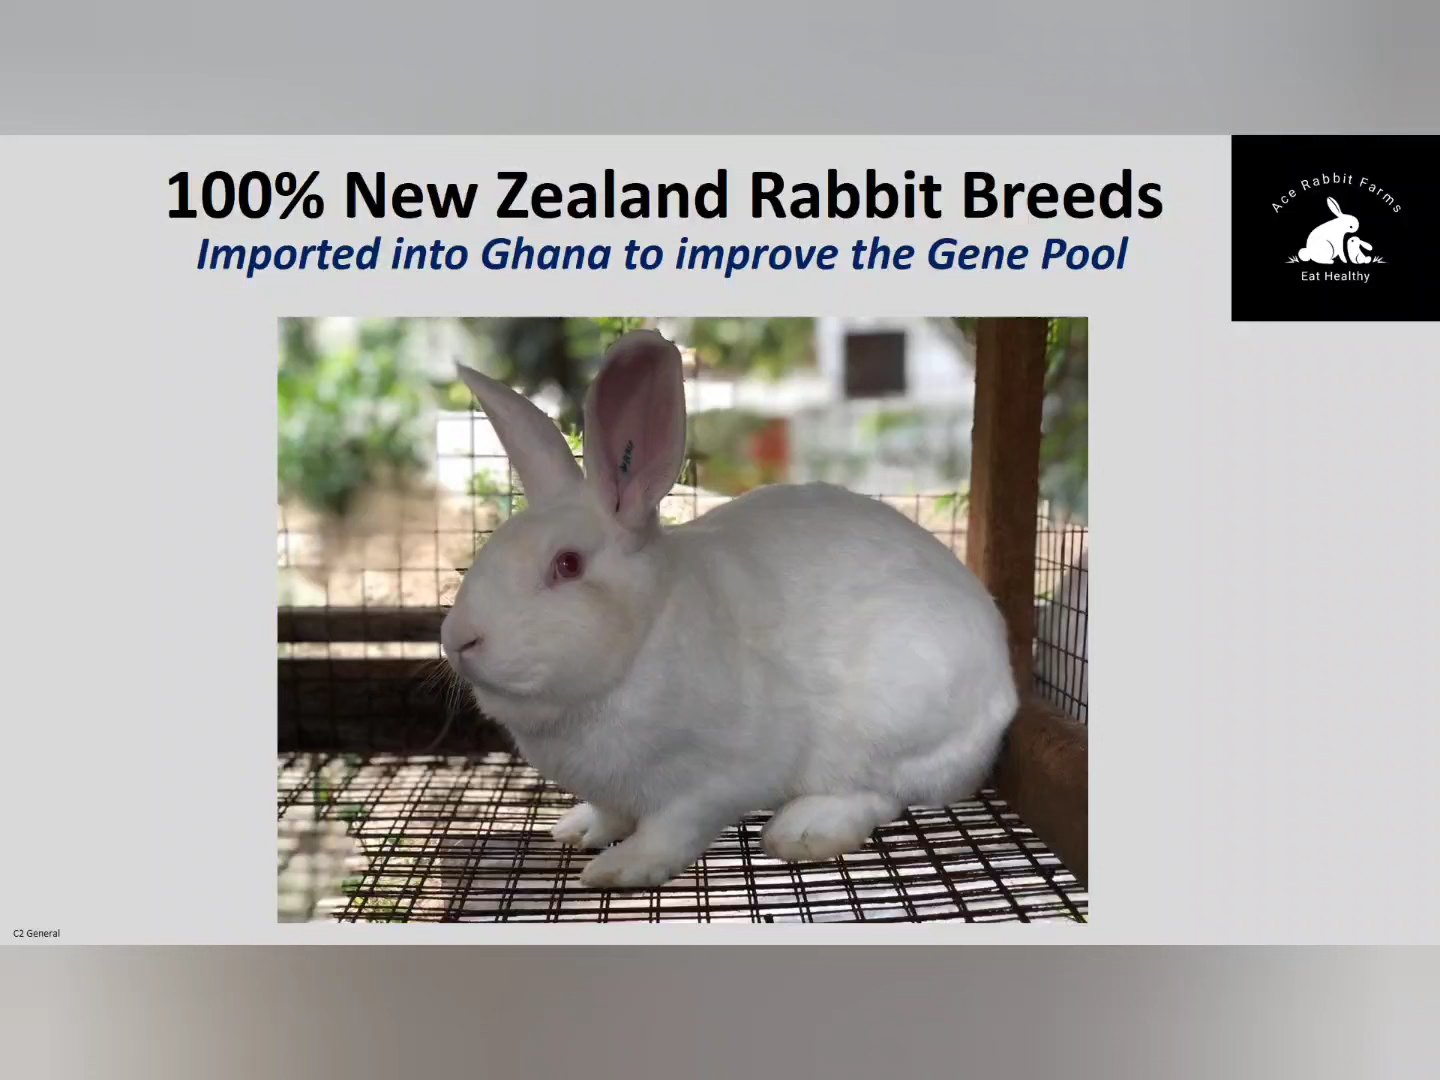 100% New Zealand Rabbit Breeds
Imported into Ghana to improve the Gene Pool
Ace Rabbit Farms
Eat Healthy
C2 General